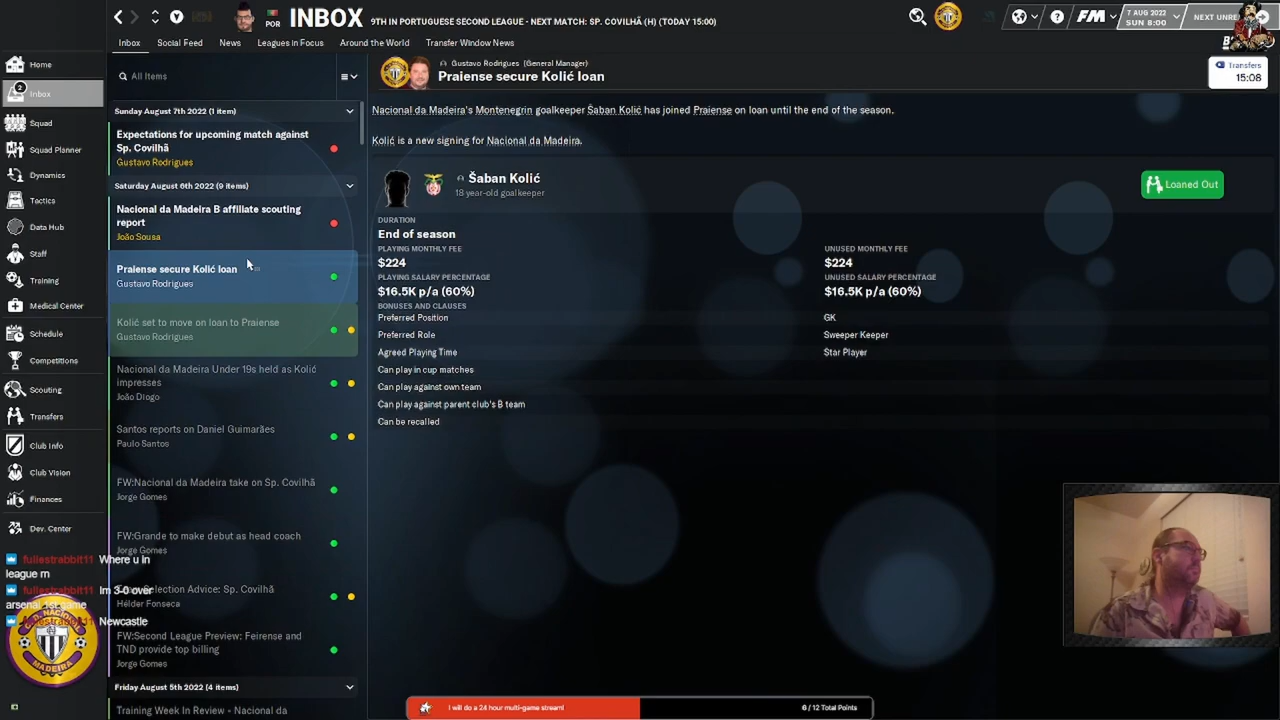 POR
INBOX
9TH IN PORTUGUESE SECOND LEAGUE - NEXT MATCH: SP. COVILHÃ (H) (TODAY 15:00)
FM
7 AUG 2022
SUN 8:00
NEXT UNRE
Inbox
Social Feed
News
Leagues in Focus
Around the World
Transfer Window News
Home
2
Inbox
Squad
Squad Planner
Dynamics
Tactics
Data Hub
Staff
Training
Medical Center
Schedule
Competitions
Scouting
Transfers
Club Info
Club Vision
Finances
Dev. Center
All Items
Sunday August 7th 2022 (1 item)
Expectations for upcoming match against
Sp. Covilhã
Gustavo Rodrigues
Saturday August 6th 2022 (9 items)
Nacional da Madeira B affiliate scouting
report
João Sousa
Praiense secure Kolić loan
Gustavo Rodrigues
Kolić set to move on loan to Praiense
Gustavo Rodrigues
Nacional da Madeira Under 19s held as Kolić
impresses
João Diogo
Santos reports on Daniel Guimarães
Paulo Santos
FW:Nacional da Madeira take on Sp. Covilhã
Jorge Gomes
FW:Grande to make debut as head coach
Jorge Gomes
Selection Advice: Sp. Covilhã
Hélder Fonseca
FW:Second League Preview: Feirense and
TND provide top billing
Jorge Gomes
Friday August 5th 2022 (4 items)
Training Week In Review - Nacional da
Gustavo Rodrigues (General Manager)
Praiense secure Kolić loan
Transfers
15:08
Nacional da Madeira's Montenegrin goalkeeper Šaban Kolić has joined Praiense on loan until the end of the season.
Kolić is a new signing for Nacional da Madeira.
Šaban Kolić
18 year-old goalkeeper
Loaned Out
DURATION
End of season
PLAYING MONTHLY FEE
$224
UNUSED MONTHLY FEE
$224
PLAYING SALARY PERCENTAGE
$16.5K p/a (60%)
UNUSED SALARY PERCENTAGE
$16.5K p/a (60%)
BONUSES AND CLAUSES
Preferred Position
GK
Preferred Role
Sweeper Keeper
Agreed Playing Time
Star Player
Can play in cup matches
Can play against own team
Can play against parent club's B team
Can be recalled
fullestrabbit11 Where u in
league rn
fullestrabbit11 Im 3-0 over
arsenal 1st game
fullestrabbit11 Newcastle
NACIONAL
MADEIRA
I will do a 24 hour multi-game stream!
6 / 12 Total Points